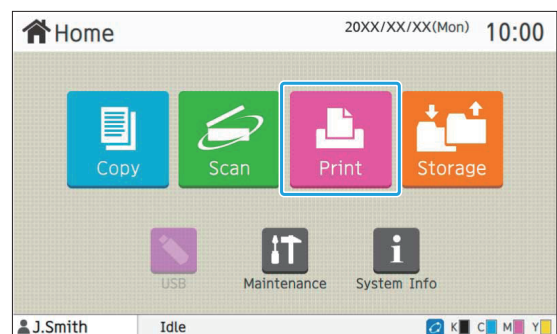 Home 20XX/XX/XX(Mon) 10:00
Copy Scan Print Storage
USB Maintenance System Info
J.Smith Idle K C M Y